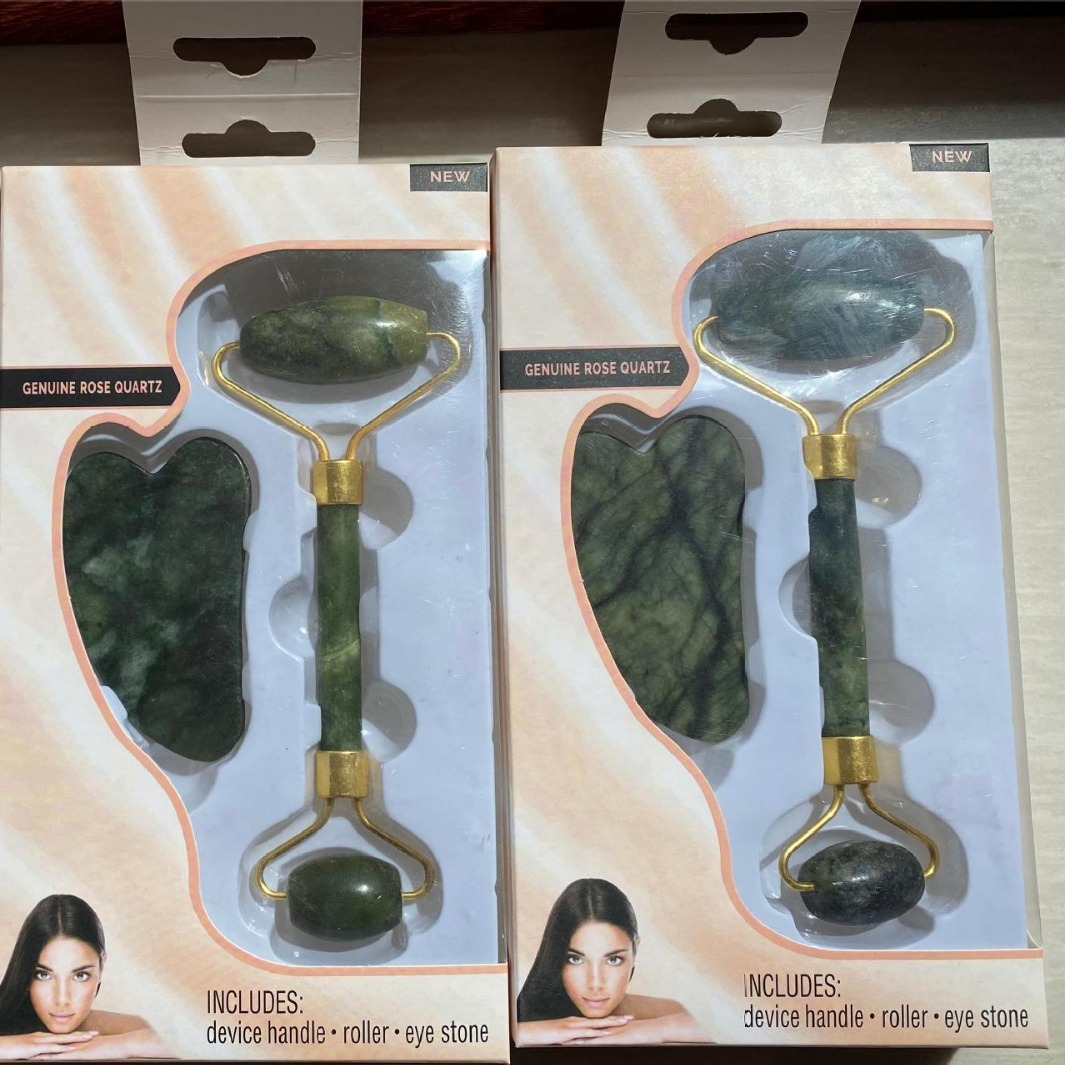 NEW
GENUINE ROSE QUARTZ
INCLUDES:
device handle • roller • eye stone
NEW
GENUINE ROSE QUARTZ
INCLUDES:
device handle • roller • eye stone